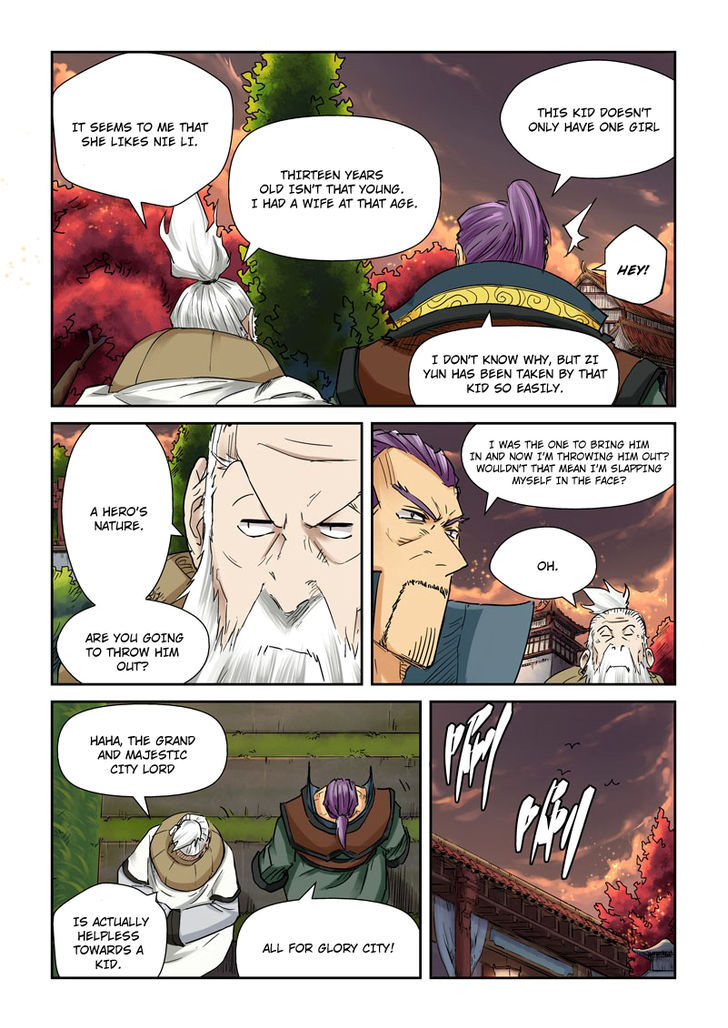 IT SEEMS TO ME THAT
SHE LIKES NIE LI.
THIRTEEN YEARS
OLD ISN'T THAT YOUNG.
I HAD A WIFE AT THAT AGE.
THIS KID DOESN'T
ONLY HAVE ONE GIRL
HEY!
I DON'T KNOW WHY, BUT ZI
YUN HAS BEEN TAKEN BY THAT
KID SO EASILY.
A HERO'S
NATURE.
ARE YOU GOING
TO THROW HIM
OUT?
I WAS THE ONE TO BRING HIM
IN AND NOW I'M THROWING HIM OUT?
WOULDN'T THAT MEAN I'M SLAPPING
MYSELF IN THE FACE?
OH.
HAHA, THE GRAND
AND MAJESTIC
CITY LORD
IS ACTUALLY
HELPLESS
TOWARDS A
KID.
ALL FOR GLORY CITY!